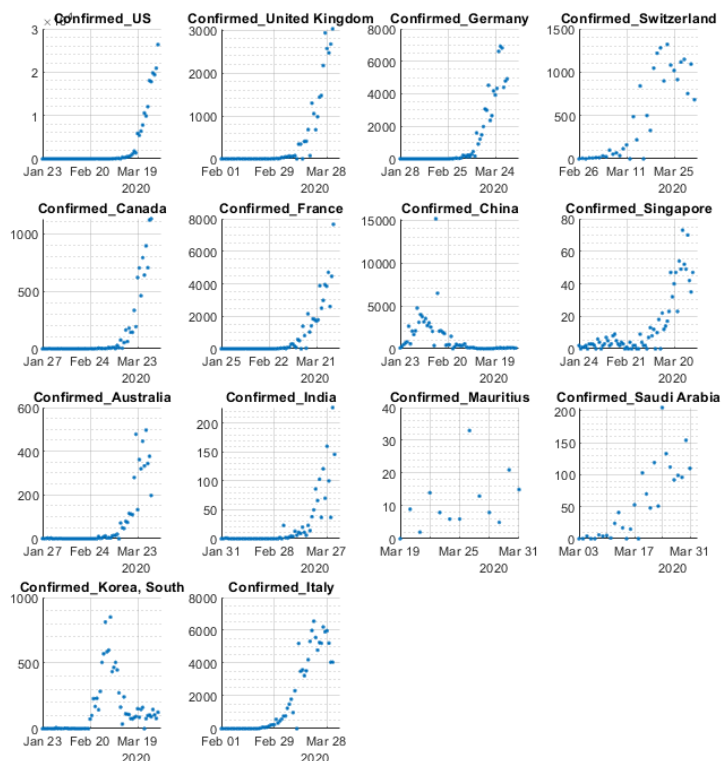 Confirmed_US
Confirmed_United Kingdom
Confirmed_Germany
Confirmed_Switzerland
3
2
1
0
Jan 23 Feb 20 Mar 19
2020
3000
2000
1000
0
Feb 01 Feb 29 Mar 28
2020
8000
6000
4000
2000
0
Jan 28 Feb 25 Mar 24
2020
1500
1000
500
0
Feb 26 Mar 11 Mar 25
2020
Confirmed_Canada
Confirmed_France
Confirmed_China
Confirmed_Singapore
1000
500
0
Jan 27 Feb 24 Mar 23
2020
8000
6000
4000
2000
0
Jan 25 Feb 22 Mar 21
2020
15000
10000
5000
0
Jan 23 Feb 20 Mar 19
2020
80
60
40
20
0
Jan 24 Feb 21 Mar 20
2020
Confirmed_Australia
Confirmed_India
Confirmed_Mauritius
Confirmed_Saudi Arabia
600
400
200
0
Jan 27 Feb 24 Mar 23
2020
200
150
100
50
0
Jan 31 Feb 28 Mar 27
2020
40
30
20
10
0
Mar 19 Mar 25 Mar 31
2020
200
150
100
50
0
Mar 03 Mar 17 Mar 31
2020
Confirmed_Korea, South
Confirmed_Italy
1000
500
0
Jan 23 Feb 20 Mar 19
2020
8000
6000
4000
2000
0
Feb 01 Feb 29 Mar 28
2020